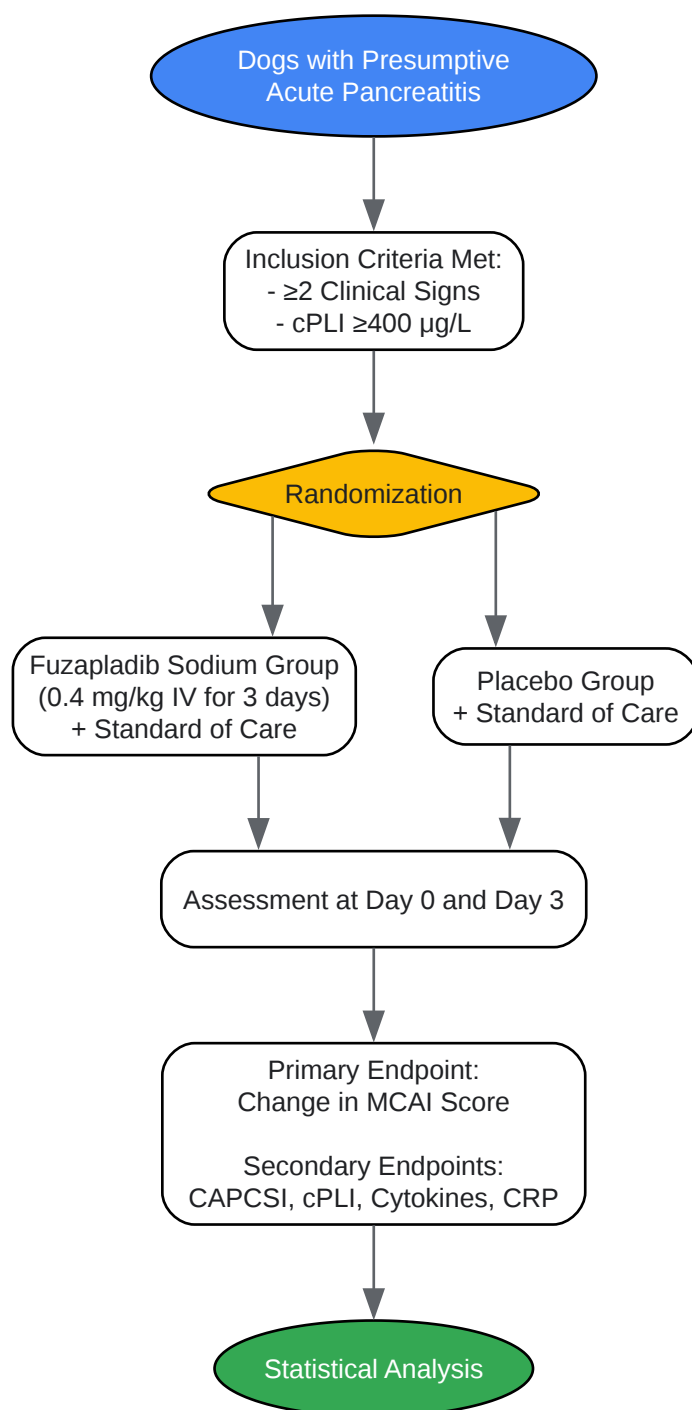 Dogs with Presumptive
Acute Pancreatitis
Inclusion Criteria Met:
- ≥2 Clinical Signs
- cPLI ≥400 µg/L
Randomization
Fuzapladib Sodium Group
(0.4 mg/kg IV for 3 days)
+ Standard of Care
Placebo Group
+ Standard of Care
Assessment at Day 0 and Day 3
Primary Endpoint:
Change in MCAI Score
Secondary Endpoints:
CAPCSI, cPLI, Cytokines, CRP
Statistical Analysis